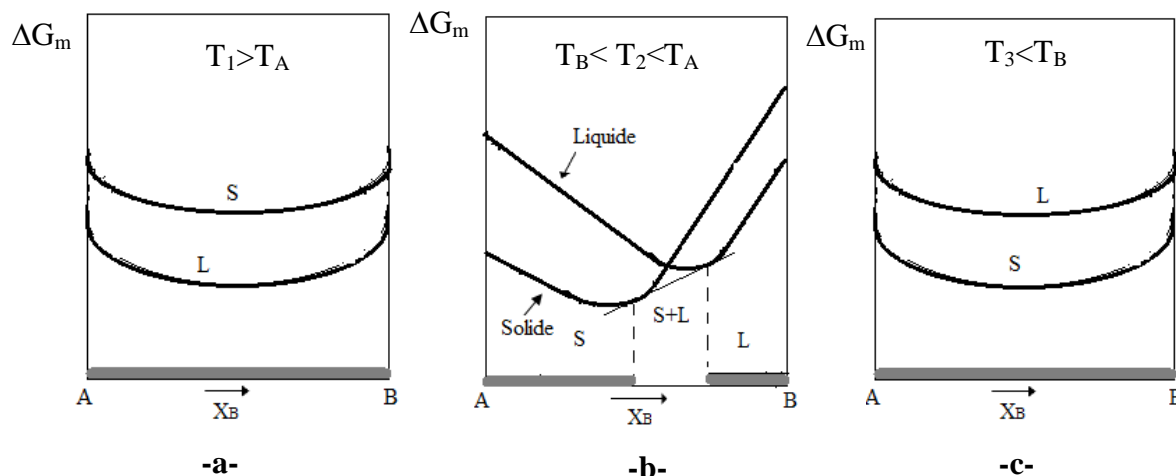 ΔGm
T1>TA
S
L
A
XB
B
-a-
ΔGm
TB< T2<TA
Liquide
Solide
S
S+L
L
A
XB
B
-b-
ΔGm
T3<TB
L
S
A
XB
B
-c-